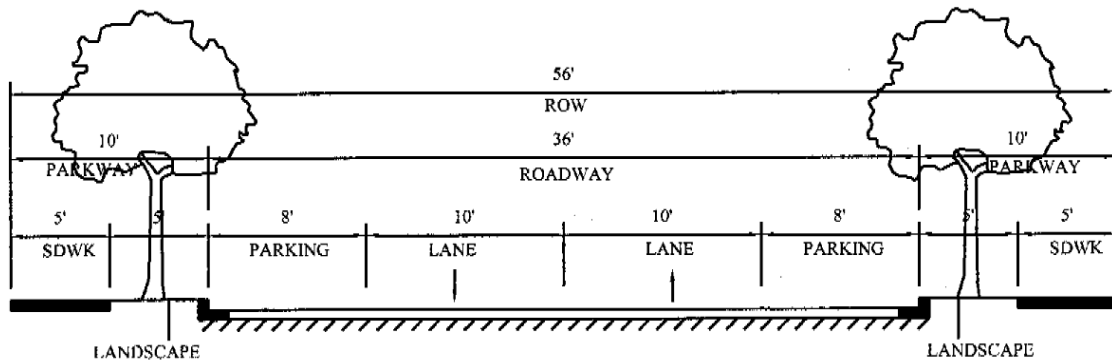 56'
ROW
10' 36' 10'
PARKWAY ROADWAY PARKWAY
5' 5' 8' 10' 10' 8' 5' 5'
SDWK PARKING LANE LANE PARKING SDWK
LANDSCAPE LANDSCAPE